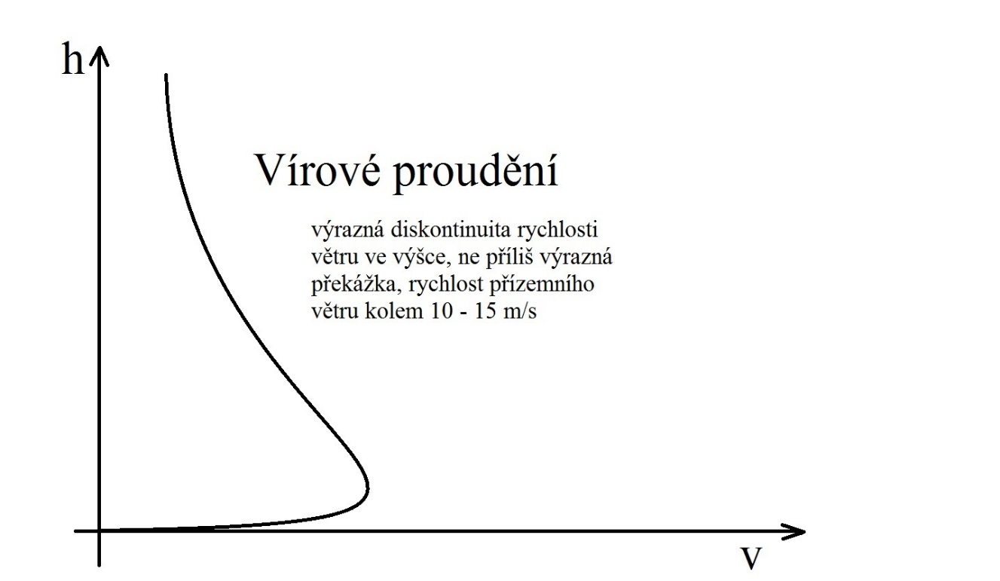 h
Vírové proudění
výrazná diskontinuita rychlosti
větru ve výšce, ne příliš výrazná
překážka, rychlost přízemního
větru kolem 10 - 15 m/s
v